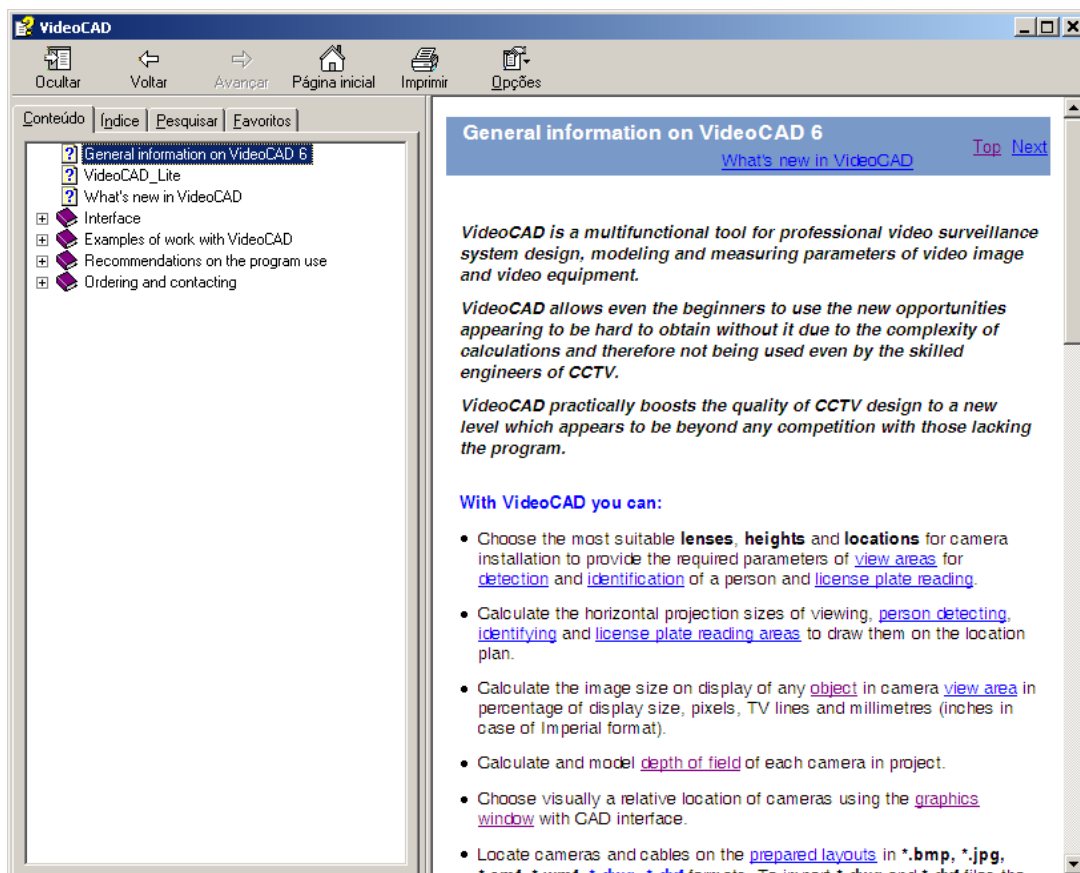 VideoCAD
Ocultar Voltar Avançar Página inicial Imprimir Opções
Conteúdo Índice Pesquisar Favoritos
General information on VideoCAD 6
VideoCAD_Lite
What's new in VideoCAD
Interface
Examples of work with VideoCAD
Recommendations on the program use
Ordering and contacting
General information on VideoCAD 6
What's new in VideoCAD
Top Next
VideoCAD is a multifunctional tool for professional video surveillance
system design, modeling and measuring parameters of video image
and video equipment.
VideoCAD allows even the beginners to use the new opportunities
appearing to be hard to obtain without it due to the complexity of
calculations and therefore not being used even by the skilled
engineers of CCTV.
VideoCAD practically boosts the quality of CCTV design to a new
level which appears to be beyond any competition with those lacking
the program.
With VideoCAD you can:
• Choose the most suitable lenses, heights and locations for camera
installation to provide the required parameters of view areas for
detection and identification of a person and license plate reading.
• Calculate the horizontal projection sizes of viewing, person detecting,
identifying and license plate reading areas to draw them on the location
plan.
• Calculate the image size on display of any object in camera view area in
percentage of display size, pixels, TV lines and millimetres (inches in
case of Imperial format).
• Calculate and model depth of field of each camera in project.
• Choose visually a relative location of cameras using the graphics
window with CAD interface.
• Locate cameras and cables on the prepared layouts in *.bmp, *.jpg,
*.emf, *.wmf, *.dwg, *.dxf formats. To import *.dwg and *.dxf files the